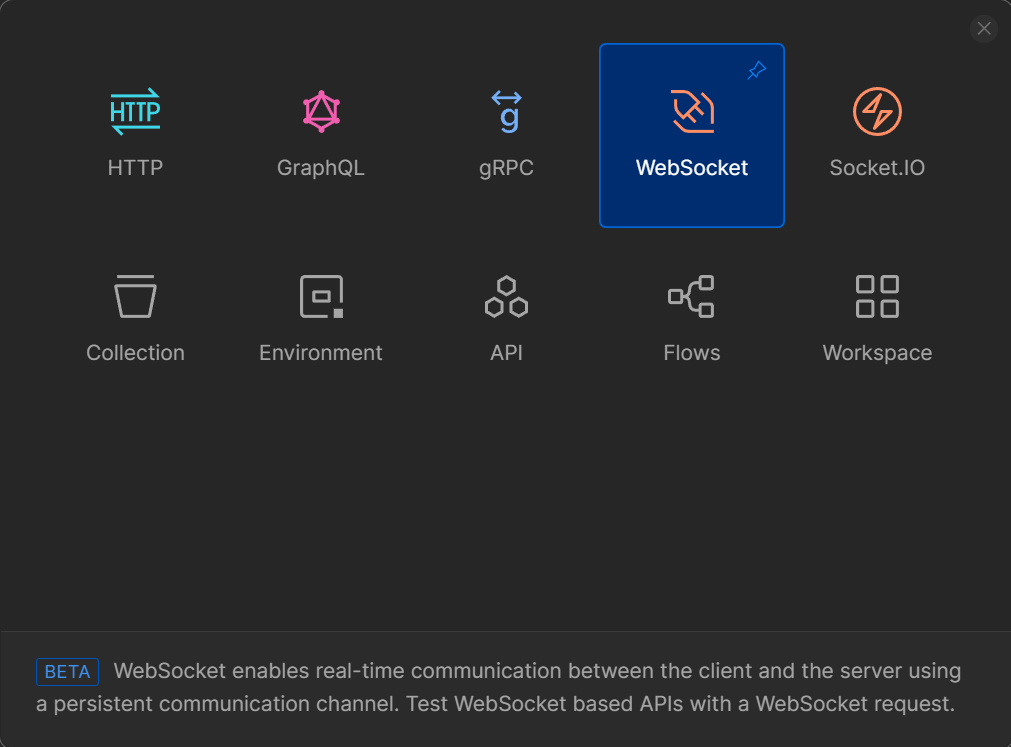 HTTP
HTTP
GraphQL
g
gRPC
WebSocket
Socket.IO
Collection
Environment
API
Flows
Workspace
BETA WebSocket enables real-time communication between the client and the server using
a persistent communication channel. Test WebSocket based APIs with a WebSocket request.